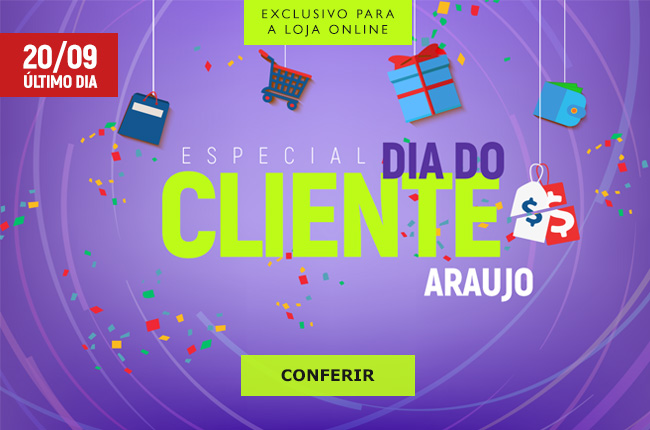 EXCLUSIVO PARA
A LOJA ONLINE
20/09
ÚLTIMO DIA
ESPECIAL DIA DO
CLIENTE
ARAUJO
$
CONFERIR